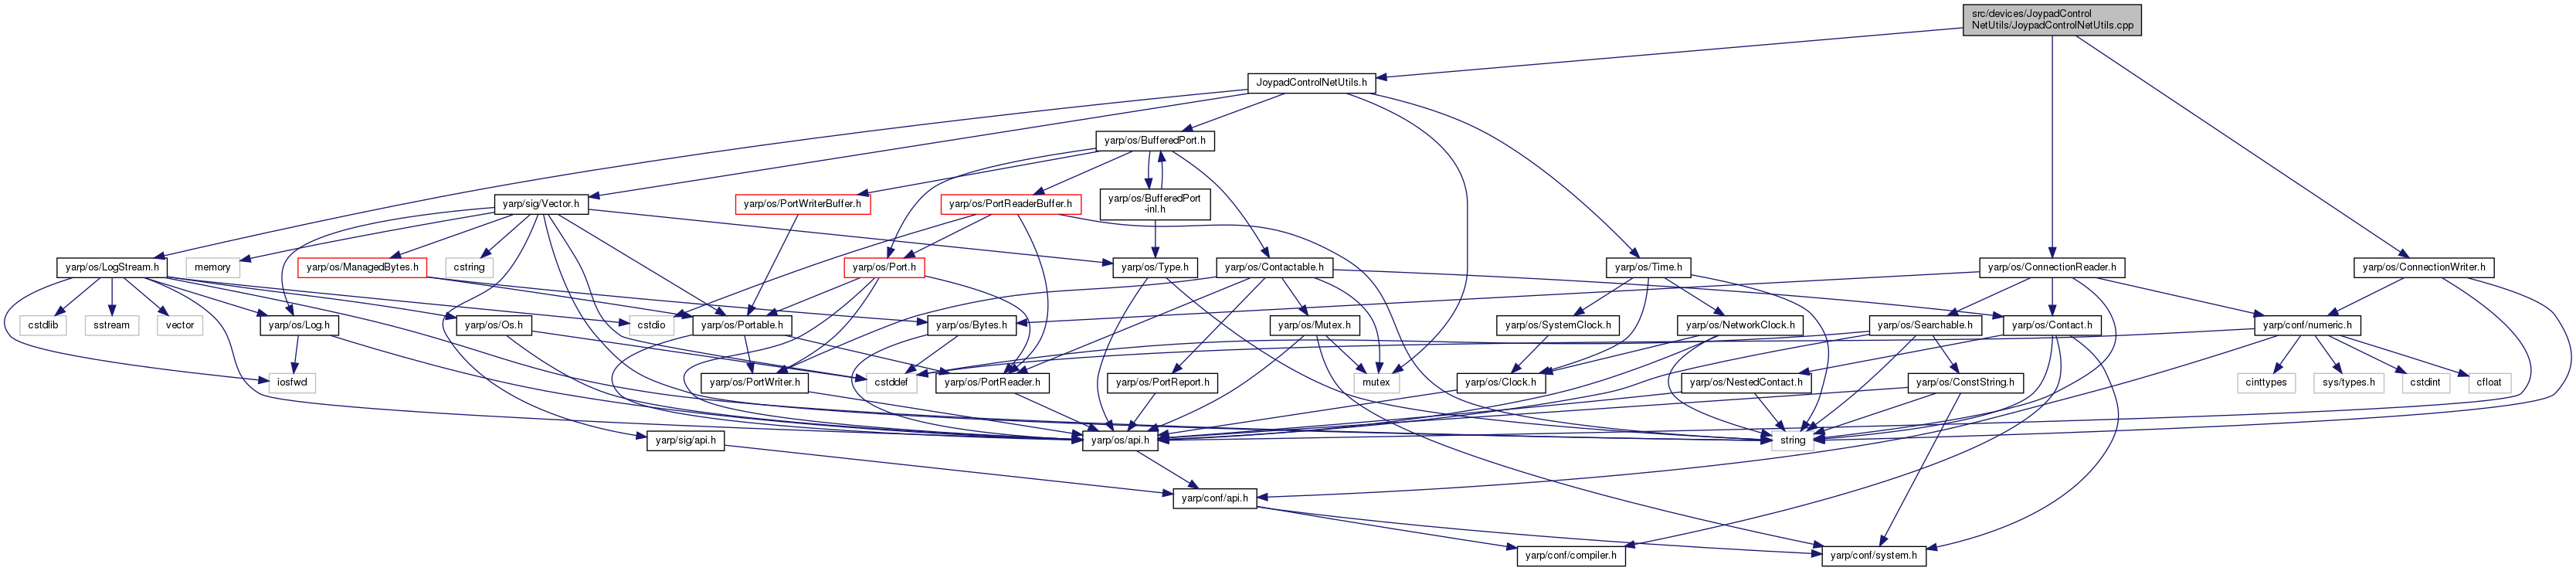 src/devices/JoypadControl
NetUtils/JoypadControlNetUtils.cpp
JoypadControlNetUtils.h
yarp/os/BufferedPort.h
yarp/sig/Vector.h
yarp/os/PortWriterBuffer.h
yarp/os/PortReaderBuffer.h
yarp/os/BufferedPort
-inl.h
yarp/os/LogStream.h
memory
yarp/os/ManagedBytes.h
cstring
yarp/os/Port.h
yarp/os/Type.h
yarp/os/Contactable.h
yarp/os/Time.h
yarp/os/ConnectionReader.h
yarp/os/ConnectionWriter.h
cstdlib
sstream
vector
yarp/os/Log.h
yarp/os/Os.h
cstdio
yarp/os/Portable.h
yarp/os/Bytes.h
yarp/os/Mutex.h
yarp/os/SystemClock.h
yarp/os/NetworkClock.h
yarp/os/Searchable.h
yarp/os/Contact.h
yarp/conf/numeric.h
iosfwd
yarp/os/PortWriter.h
cstddef
yarp/os/PortReader.h
yarp/os/PortReport.h
mutex
yarp/os/Clock.h
yarp/os/NestedContact.h
yarp/os/ConstString.h
cinttypes
sys/types.h
cstdint
cfloat
yarp/sig/api.h
yarp/os/api.h
string
yarp/conf/api.h
yarp/conf/compiler.h
yarp/conf/system.h